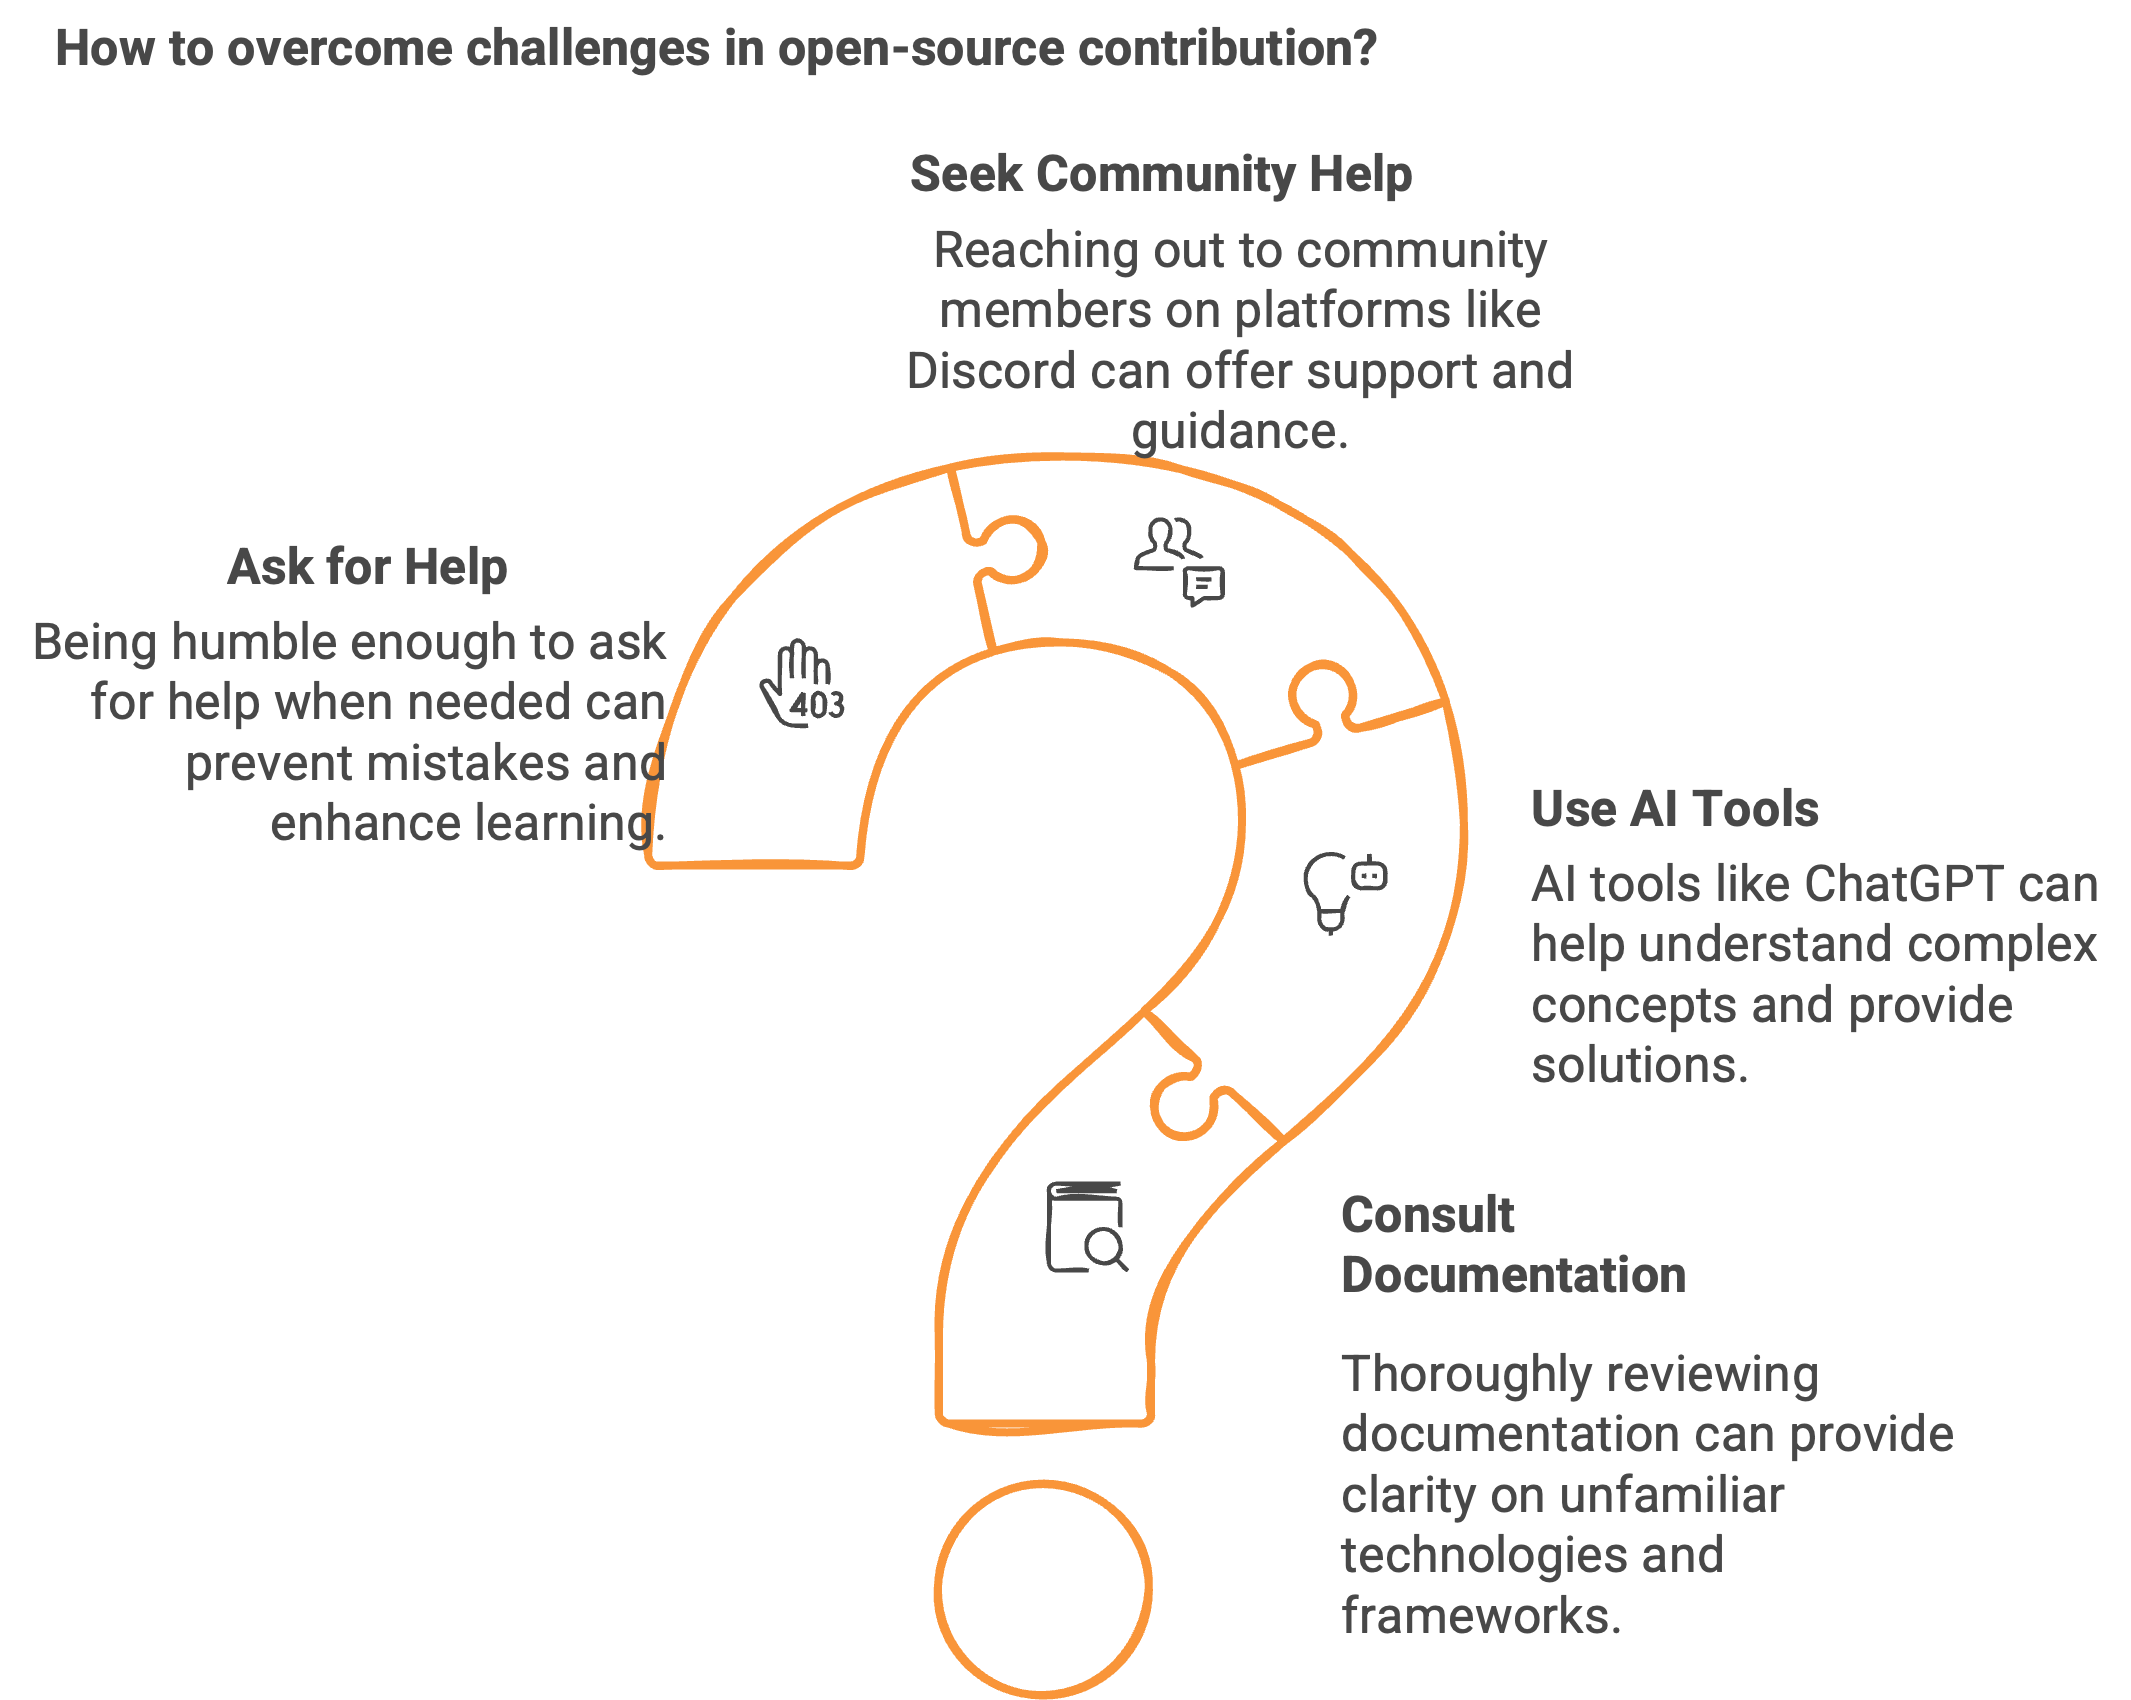 How to overcome challenges in open-source contribution?
Seek Community Help
Reaching out to community
members on platforms like
Discord can offer support and
guidance.
Ask for Help
Being humble enough to ask
for help when needed can
prevent mistakes and
enhance learning.
403
Use AI Tools
AI tools like ChatGPT can
help understand complex
concepts and provide
solutions.
Consult
Documentation
Thoroughly reviewing
documentation can provide
clarity on unfamiliar
technologies and
frameworks.